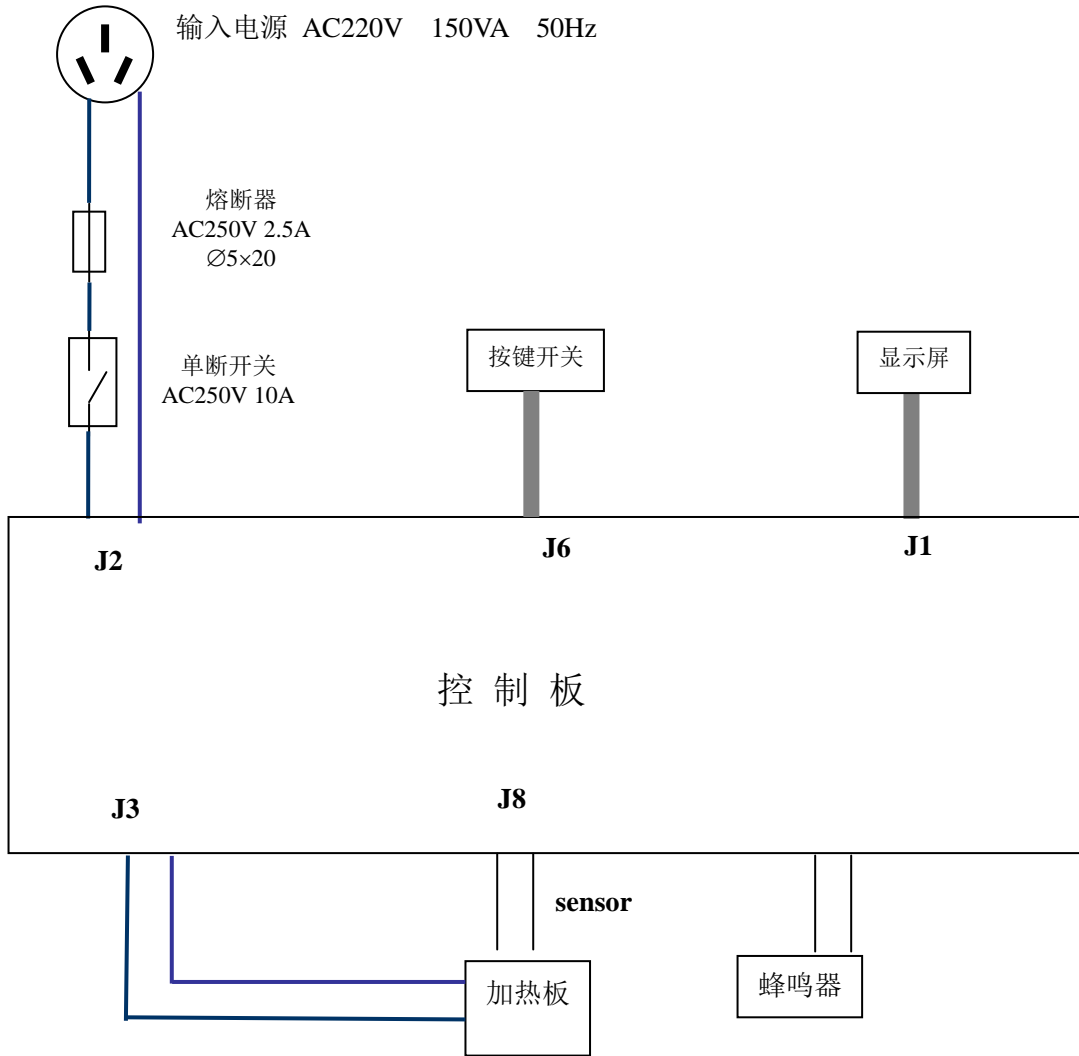 输入电源 AC220V 150VA 50Hz
熔断器
AC250V 2.5A
∅5×20
单断开关
AC250V 10A
按键开关
显示屏
J2
J6
J1
控制板
J3
J8
sensor
加热板
蜂鸣器